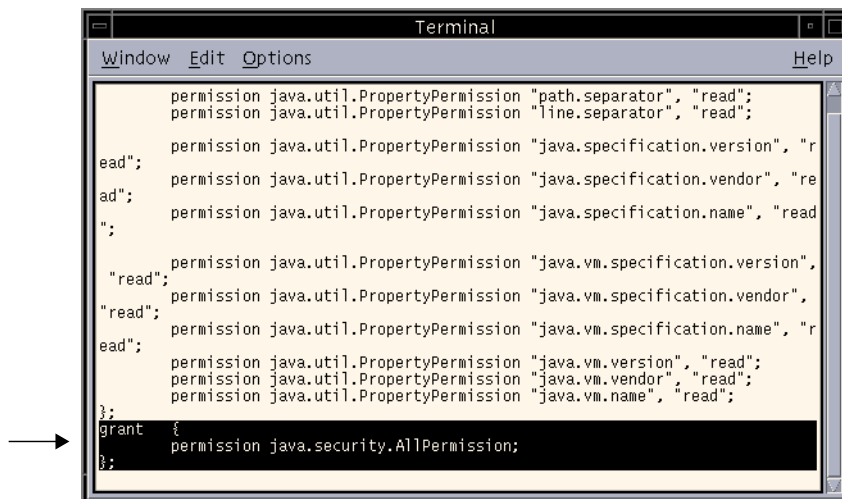 Terminal
Window Edit Options Help
permission java.util.PropertyPermission "path.separator", "read";
permission java.util.PropertyPermission "line.separator", "read";
permission java.util.PropertyPermission "java.specification.version", "r
ead";
permission java.util.PropertyPermission "java.specification.vendor", "re
ad";
permission java.util.PropertyPermission "java.specification.name", "read
";
permission java.util.PropertyPermission "java.vm.specification.version",
"read";
permission java.util.PropertyPermission "java.vm.specification.vendor",
"read";
permission java.util.PropertyPermission "java.vm.specification.name", "r
ead";
permission java.util.PropertyPermission "java.vm.version", "read";
permission java.util.PropertyPermission "java.vm.vendor", "read";
permission java.util.PropertyPermission "java.vm.name", "read";
};
grant {
permission java.security.AllPermission;
};